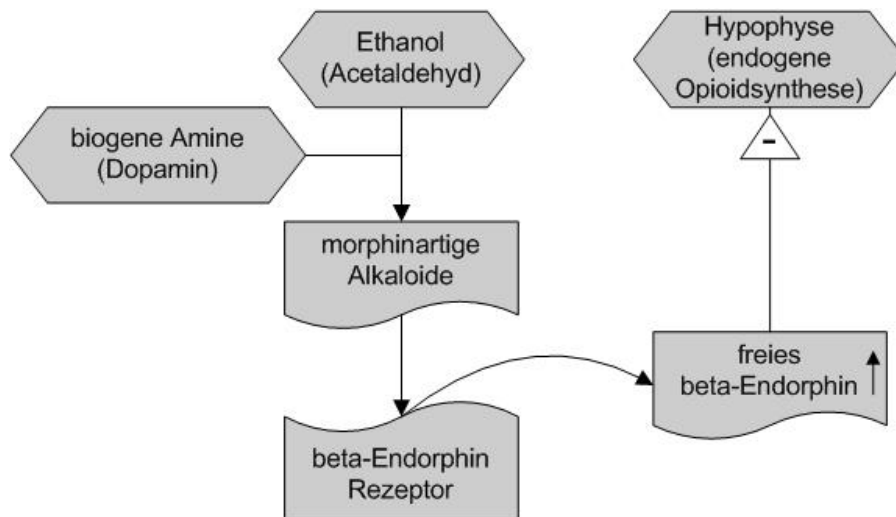 Ethanol
(Acetaldehyd)
Hypophyse
(endogene
Opioidsynthese)
biogene Amine
(Dopamin)
-
morphinartige
Alkaloide
freies
beta-Endorphin
beta-Endorphin
Rezeptor